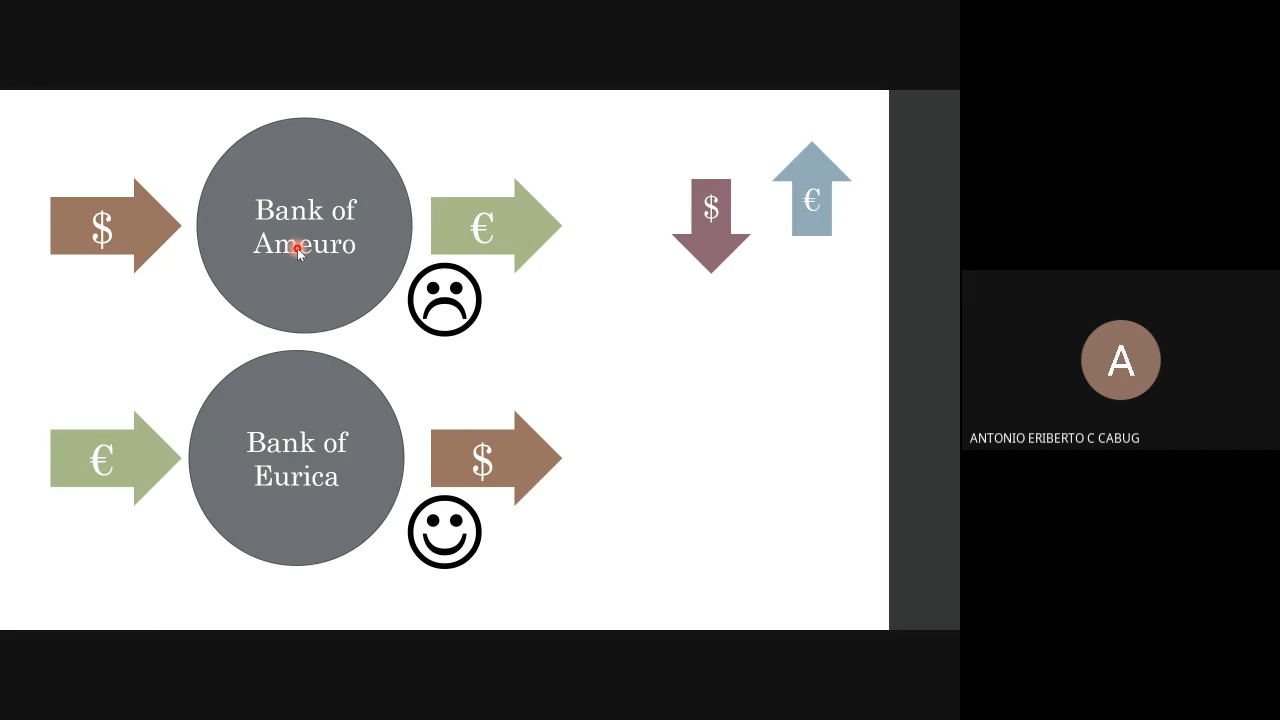 $
Bank of
Ameuro
€
$
€
€
Bank of
Eurica
$
A
ANTONIO ERIBERTO C CABUG